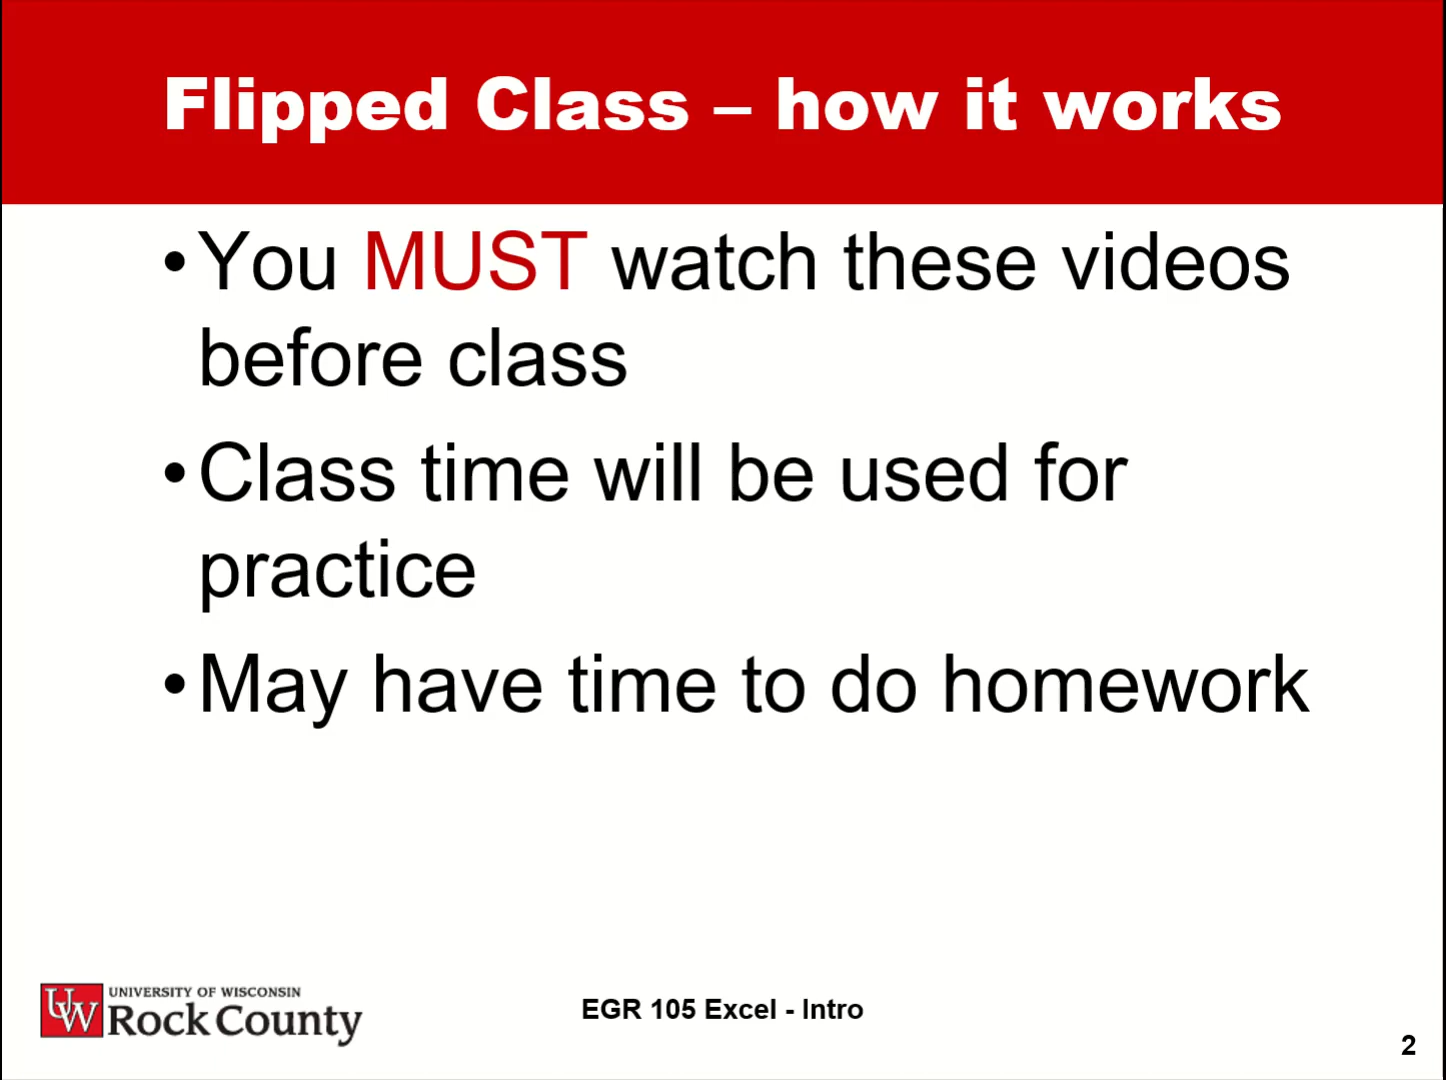 Flipped Class – how it works
•You MUST watch these videos
before class
•Class time will be used for
practice
•May have time to do homework
UW
UNIVERSITY OF WISCONSIN
Rock County
EGR 105 Excel - Intro
2